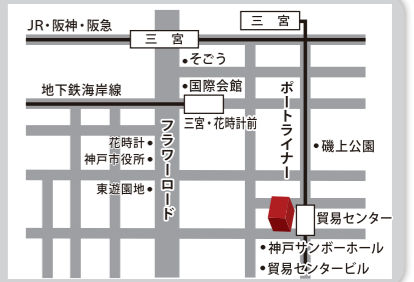 三宮
JR・阪神・阪急
三宮
そごう
国際会館
地下鉄海岸線
三宮・花時計前
ポートライナー
フラワーロード
花時計
神戸市役所
磯上公園
東遊園地
貿易センター
神戸サンボーホール
貿易センタービル